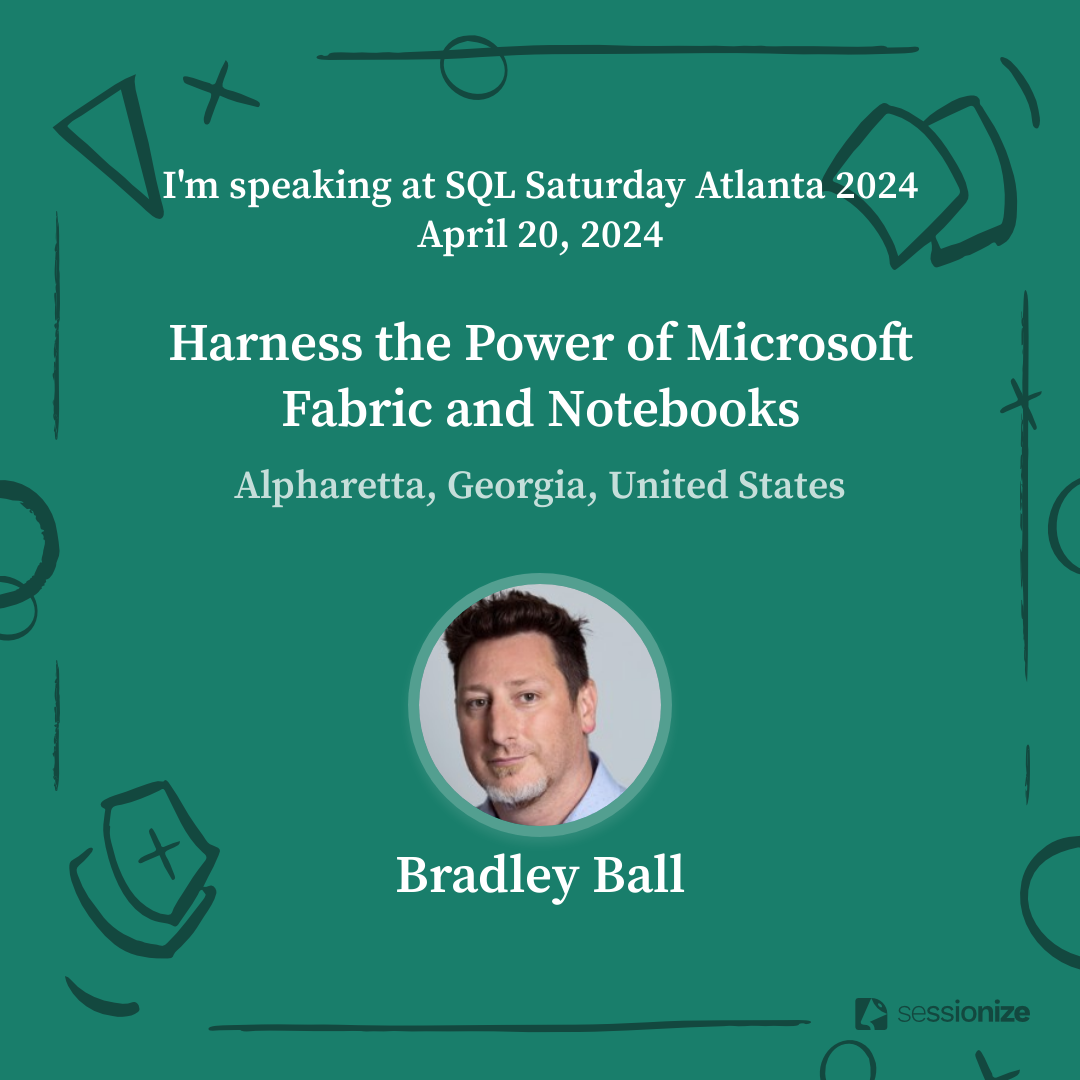 I'm speaking at SQL Saturday Atlanta 2024
April 20, 2024
Harness the Power of Microsoft
Fabric and Notebooks
Alpharetta, Georgia, United States
Bradley Ball
sessionize